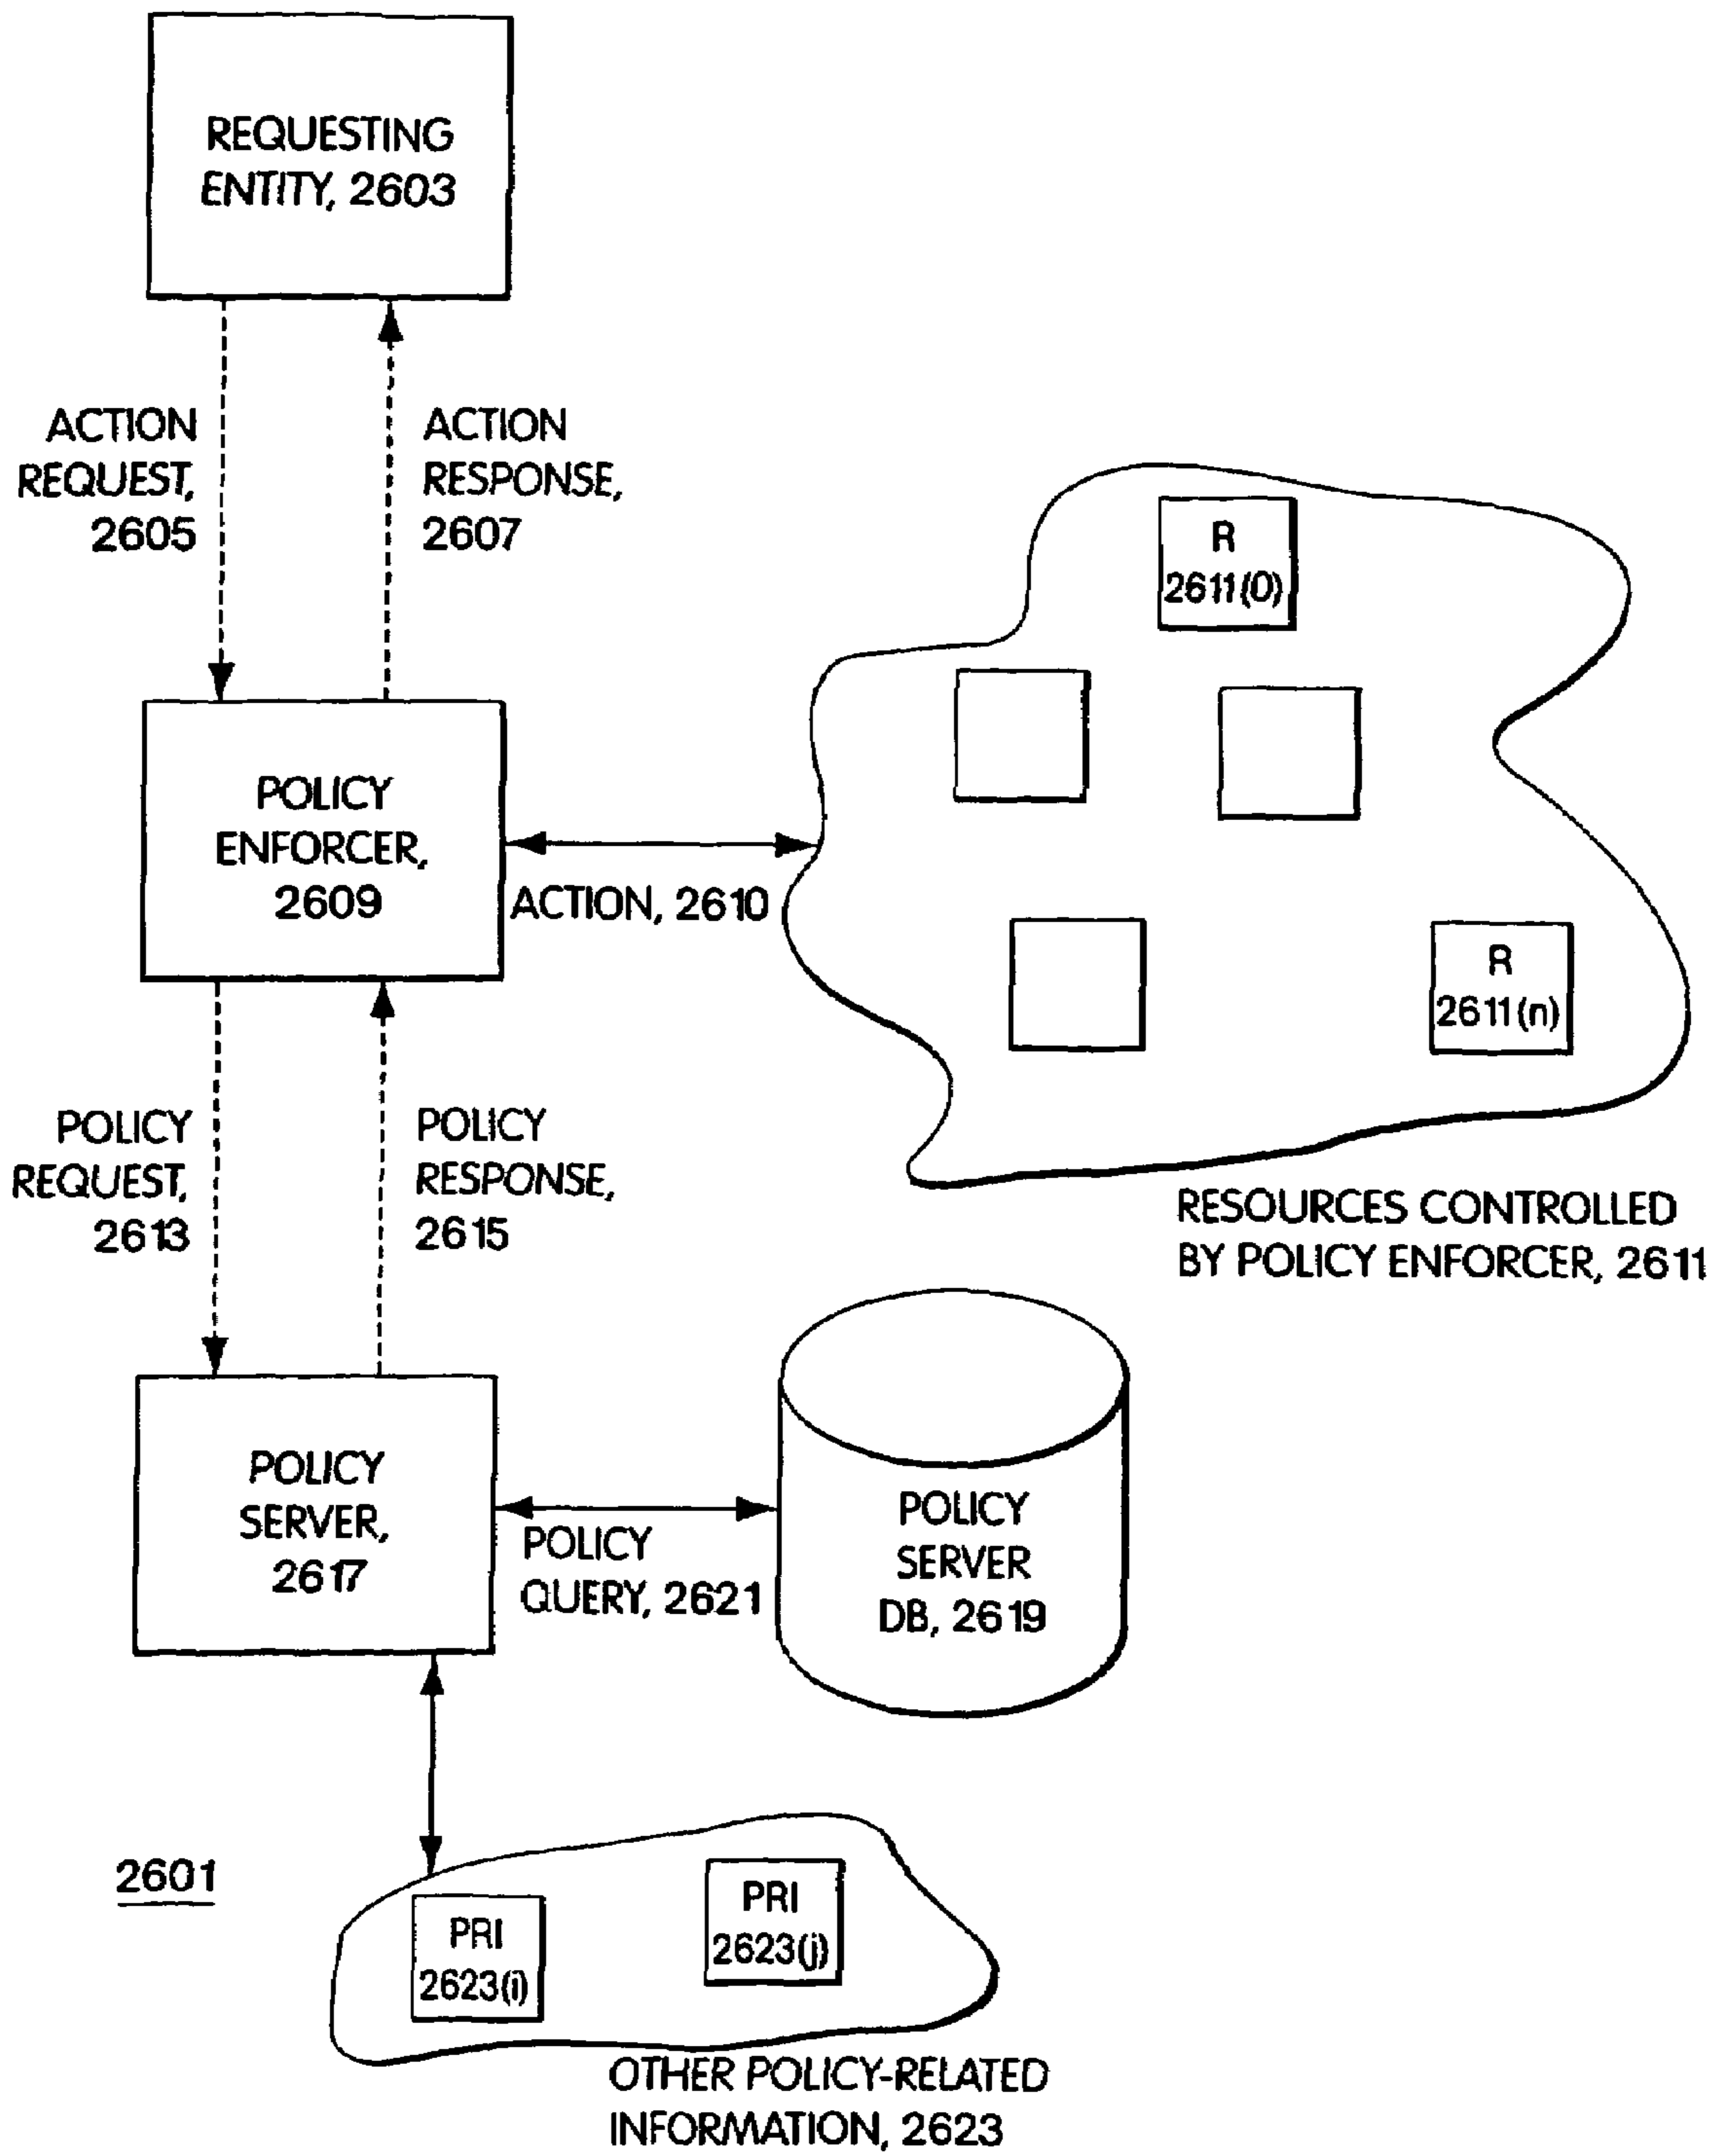 REQUESTING
ENTITY, 2603
ACTION
REQUEST,
2605
ACTION
RESPONSE,
2607
R
2611(0)
POLICY
ENFORCER,
2609
ACTION, 2610
R
2611(n)
POLICY
REQUEST,
2613
POLICY
RESPONSE,
2615
RESOURCES CONTROLLED
BY POLICY ENFORCER, 2611
POLICY
SERVER,
2617
POLICY
QUERY, 2621
POLICY
SERVER
DB, 2619
2601
PRI
2623(i)
PRI
2623(j)
OTHER POLICY-RELATED
INFORMATION, 2623